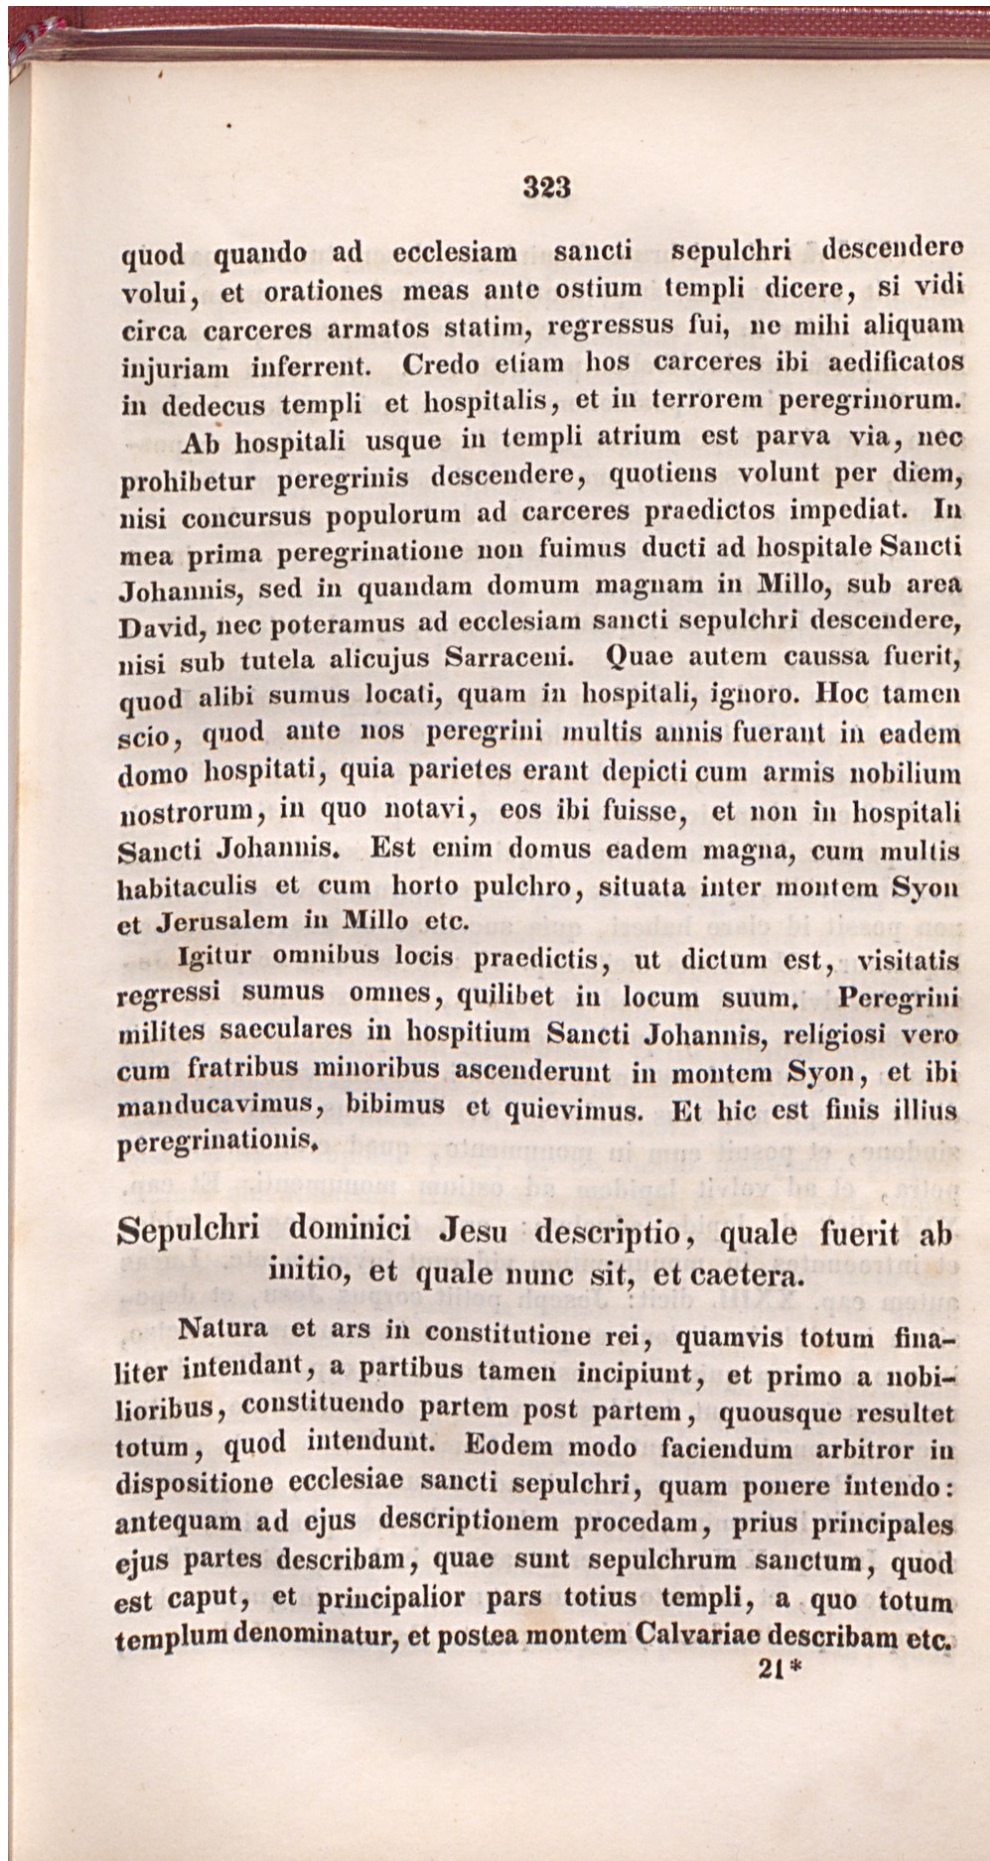 323
quod quando ad ecclesiam sancti sepulchri descendere
volui, et orationes meas ante ostium templi dicere, si vidi
circa carceres armatos statim, regressus fui, ne mihi aliquam
injuriam inferrent. Credo etiam hos carceres ibi aedificatos
in dedecus templi et hospitalis, et in terrorem peregrinorum.
Ab hospitali usque in templi atrium est parva via, nec
prohibetur peregrinis descendere, quotiens volunt per diem,
nisi concursus populorum ad carceres praedictos impediat. In
mea prima peregrinatione non fuimus ducti ad hospitale Sancti
Johannis, sed in quandam domum magnam in Millo, sub area
David, nec poteramus ad ecclesiam sancti sepulchri descendere,
nisi sub tutela alicujus Sarraceni. Quae autem caussa fuerit,
quod alibi sumus locati, quam in hospitali, ignoro. Hoc tamen
scio, quod ante nos peregrini multis annis fuerant in eadem
domo hospitati, quia parietes erant depicti cum armis nobilium
nostrorum, in quo notavi, eos ibi fuisse, et non in hospitali
Sancti Johannis. Est enim domus eadem magna, cum multis
habitaculis et cum horto pulchro, situata inter montem Syon
et Jerusalem in Millo etc.
Igitur omnibus locis praedictis, ut dictum est, visitatis
regressi sumus omnes, quilibet in locum suum. Peregrini
milites saeculares in hospitium Sancti Johannis, religiosi vero
cum fratribus minoribus ascenderunt in montem Syon, et ibi
manducavimus, bibimus et quievimus. Et hic est finis illius
peregrinationis.
Sepulchri dominici Jesu descriptio, quale fuerit ab
initio, et quale nunc sit, et caetera.
Natura et ars in constitutione rei, quamvis totum fina-
liter intendant, a partibus tamen incipiunt, et primo a nobi-
lioribus, constituendo partem post partem, quousque resultet
totum, quod intendunt. Eodem modo faciendum arbitror in
dispositione ecclesiae sancti sepulchri, quam ponere intendo:
antequam ad ejus descriptionem procedam, prius principales
ejus partes describam, quae sunt sepulchrum sanctum, quod
est caput, et principalior pars totius templi, a quo totum
templum denominatur, et postea montem Calvariae describam etc.
21*